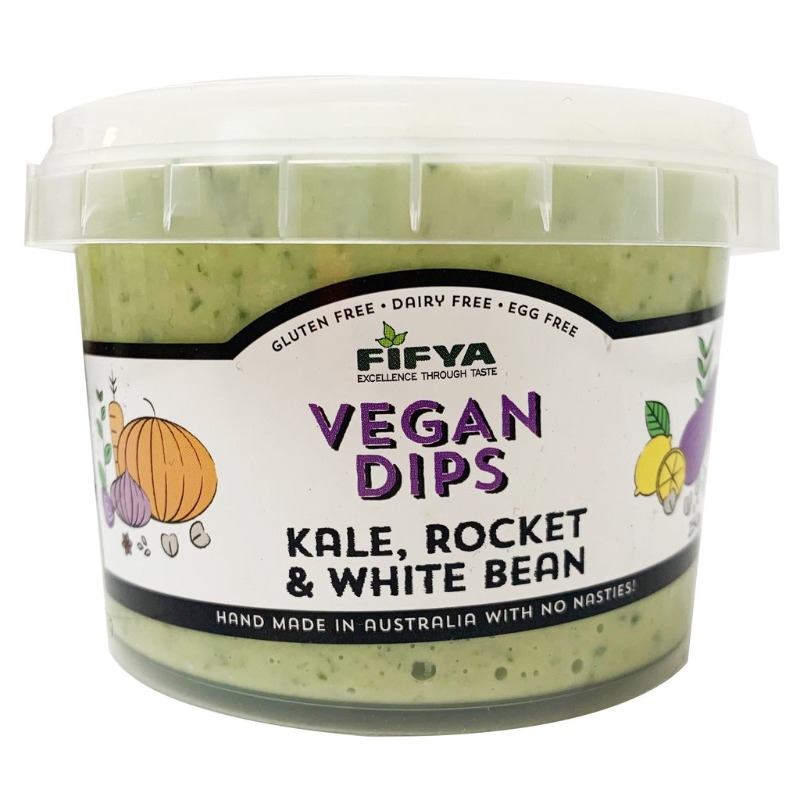 GLUTEN FREE • DAIRY FREE • EGG FREE
FIFYA
EXCELLENCE THROUGH TASTE
VEGAN
DIPS
KALE, ROCKET
& WHITE BEAN
HAND MADE IN AUSTRALIA WITH NO NASTIES!